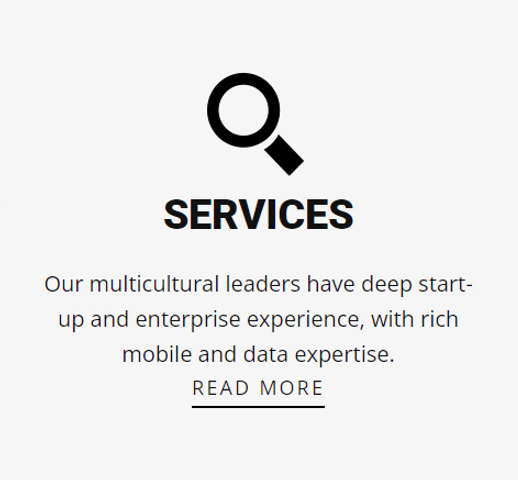 SERVICES
Our multicultural leaders have deep start-
up and enterprise experience, with rich
mobile and data expertise.
READ MORE